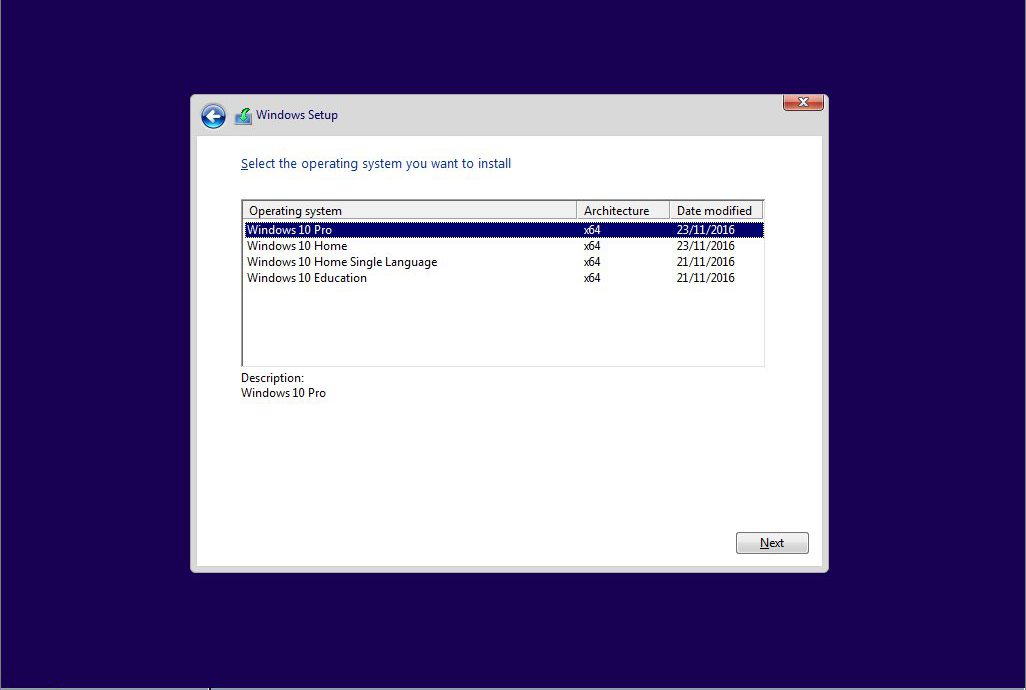 Windows Setup
Select the operating system you want to install
Operating system Architecture Date modified
Windows 10 Pro x64 23/11/2016
Windows 10 Home x64 23/11/2016
Windows 10 Home Single Language x64 21/11/2016
Windows 10 Education x64 21/11/2016
Description:
Windows 10 Pro
Next